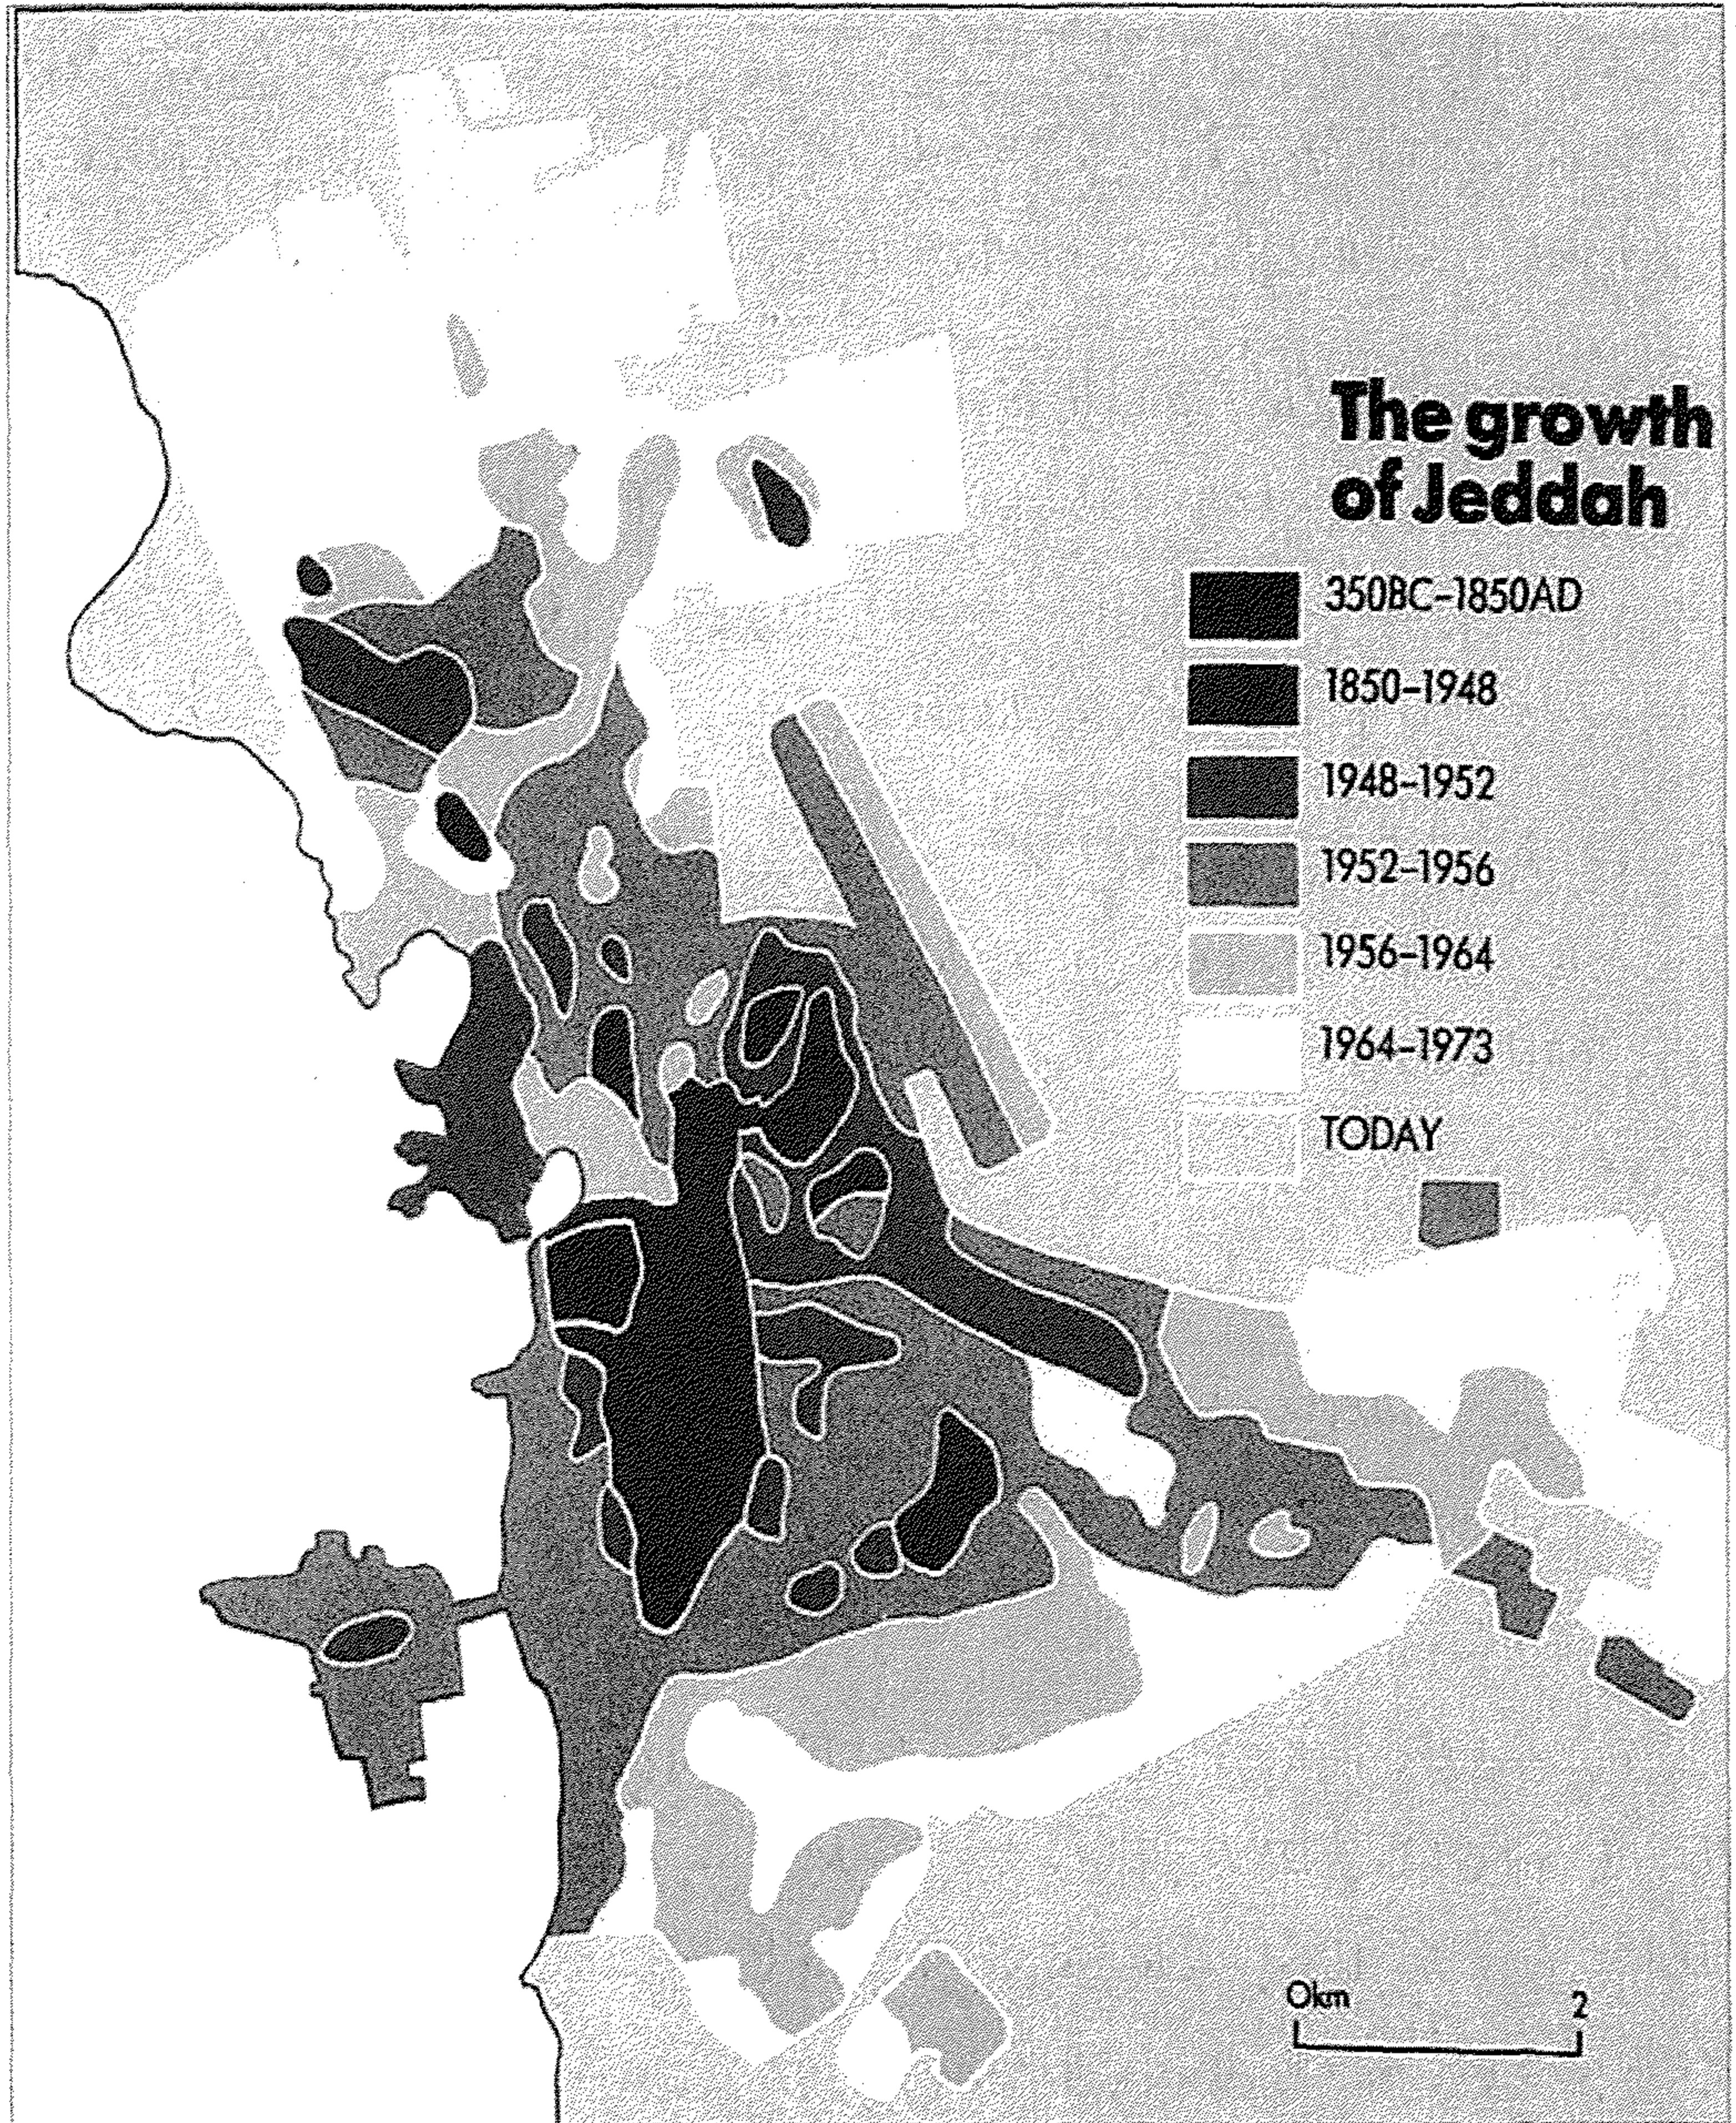 The growth
of Jeddah
350BC–1850AD
1850–1948
1948–1952
1952–1956
1956–1964
1964–1973
TODAY
0km 2